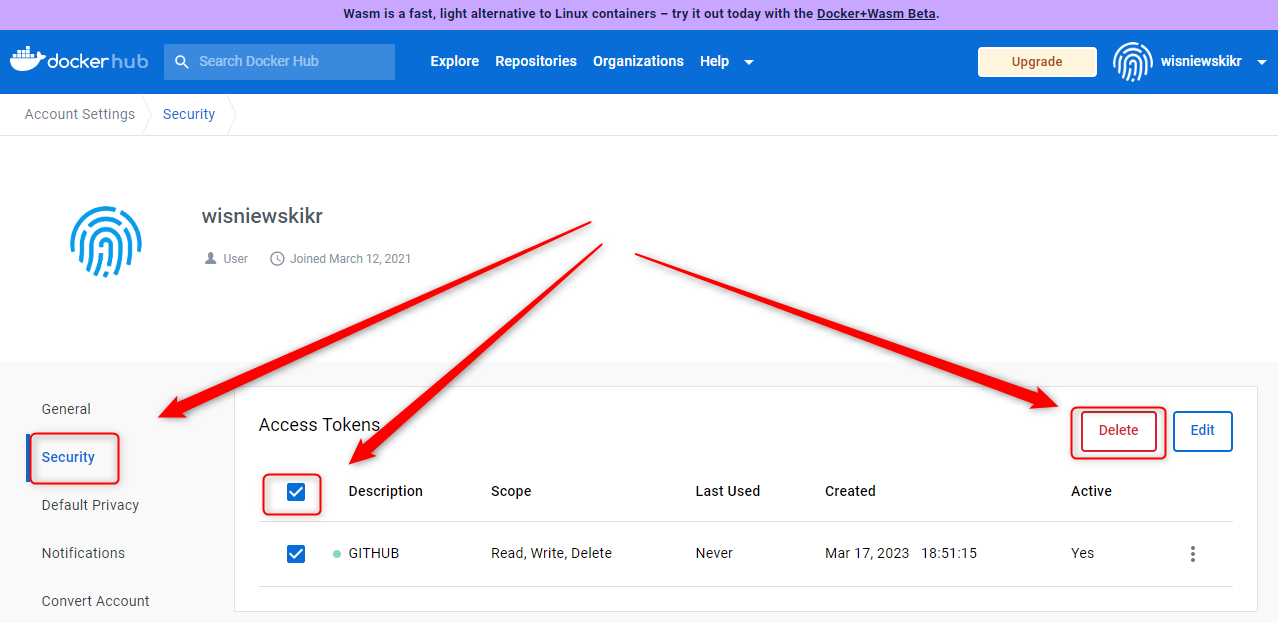 Wasm is a fast, light alternative to Linux containers – try it out today with the Docker+Wasm Beta.
dockerhub Search Docker Hub Explore Repositories Organizations Help Upgrade wisniewskikr
Account Settings Security
wisniewskikr
User Joined March 12, 2021
General
Security
Default Privacy
Notifications
Convert Account
Access Tokens Delete Edit
Description Scope Last Used Created Active
GITHUB Read, Write, Delete Never Mar 17, 2023 18:51:15 Yes